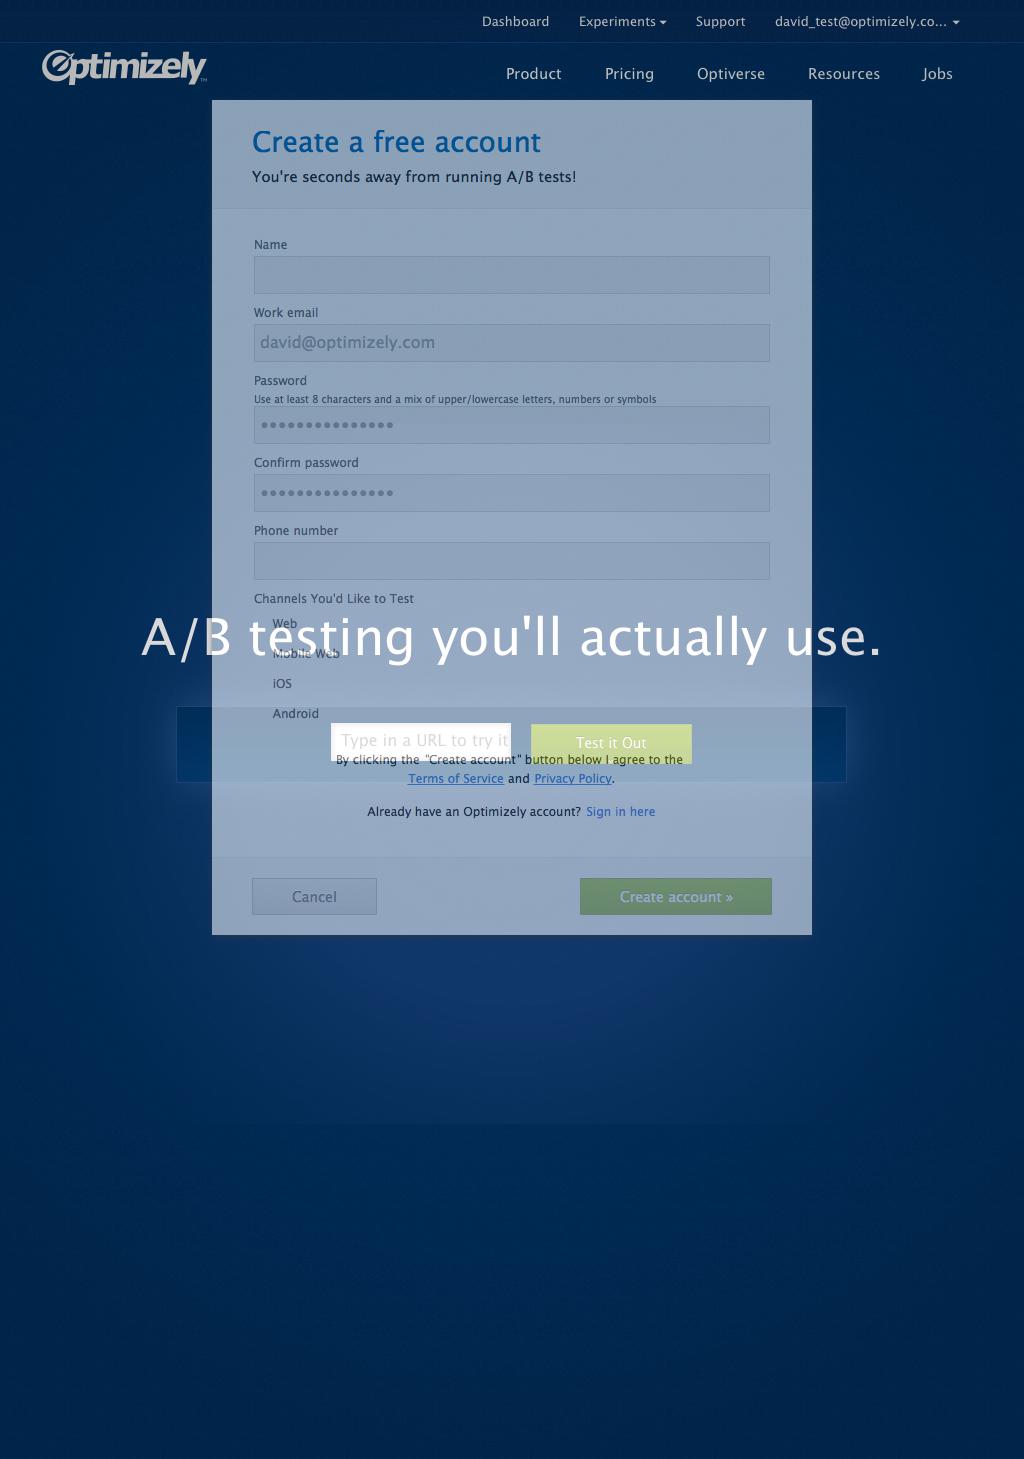 Dashboard Experiments Support david_test@optimizely.co...
Optimizely™
Product Pricing Optiverse Resources Jobs
Create a free account
You're seconds away from running A/B tests!
Name
Work email
david@optimizely.com
Password
Use at least 8 characters and a mix of upper/lowercase letters, numbers or symbols
•••••••••••••••
Confirm password
•••••••••••••••
Phone number
Channels You'd Like to Test
Web
A/B testing you'll actually use.
Mobile Web
iOS
Android
Type in a URL to try it
Test it Out
By clicking the "Create account" button below I agree to the
Terms of Service and Privacy Policy.
Already have an Optimizely account? Sign in here
Cancel
Create account »